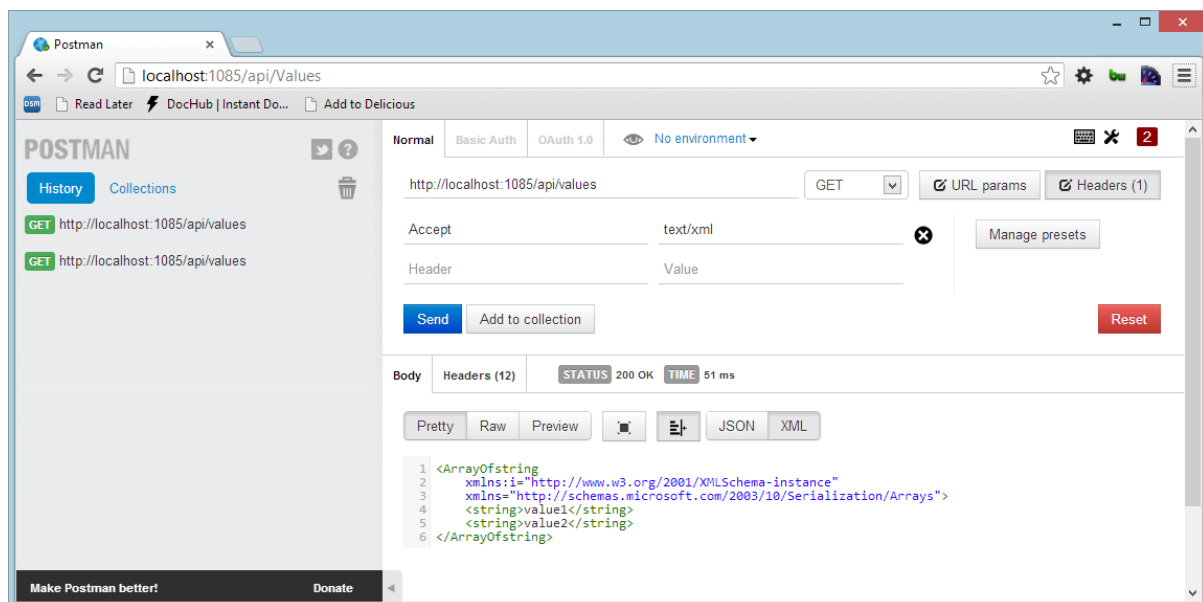 Postman
localhost:1085/api/Values
DSM Read Later DocHub | Instant Do... Add to Delicious
bw
POSTMAN
History Collections
GET http://localhost:1085/api/values
GET http://localhost:1085/api/values
Make Postman better! Donate
Normal Basic Auth OAuth 1.0 No environment 2
http://localhost:1085/api/values GET URL params Headers (1)
Accept text/xml Manage presets
Header Value
Send Add to collection Reset
Body Headers (12) STATUS 200 OK TIME 51 ms
Pretty Raw Preview JSON XML
1 <ArrayOfstring
2 xmlns:i="http://www.w3.org/2001/XMLSchema-instance"
3 xmlns="http://schemas.microsoft.com/2003/10/Serialization/Arrays">
4 <string>value1</string>
5 <string>value2</string>
6 </ArrayOfstring>